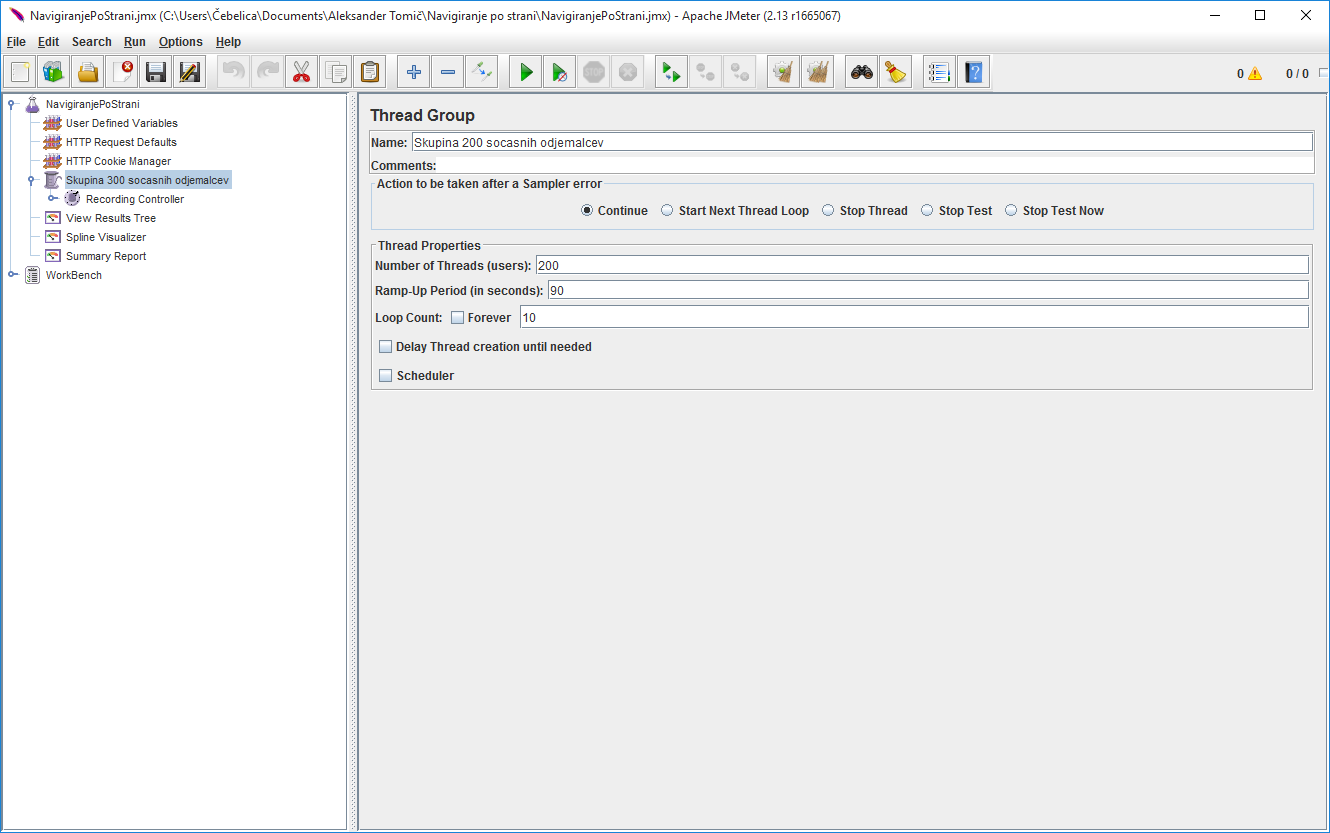 NavigiranjePoStrani.jmx (C:\Users\Čebelica\Documents\Aleksander Tomič\Navigiranje po strani\NavigiranjePoStrani.jmx) - Apache JMeter (2.13 r1665067)
File Edit Search Run Options Help
STOP
0 0 / 0
NavigiranjePoStrani
User Defined Variables
HTTP Request Defaults
HTTP Cookie Manager
Skupina 300 socasnih odjemalcev
Recording Controller
View Results Tree
Spline Visualizer
Summary Report
WorkBench
Thread Group
Name: Skupina 200 socasnih odjemalcev
Comments:
Action to be taken after a Sampler error
Continue Start Next Thread Loop Stop Thread Stop Test Stop Test Now
Thread Properties
Number of Threads (users): 200
Ramp-Up Period (in seconds): 90
Loop Count: Forever 10
Delay Thread creation until needed
Scheduler